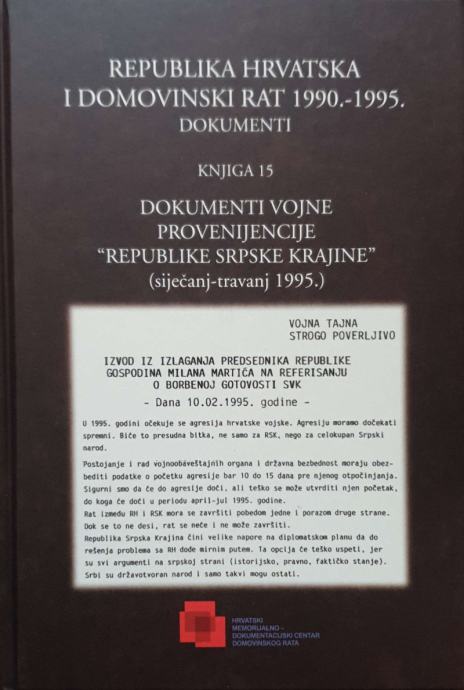 REPUBLIKA HRVATSKA
I DOMOVINSKI RAT 1990.-1995.
DOKUMENTI
KNJIGA 15
DOKUMENTI VOJNE
PROVENIJENCIJE
“REPUBLIKE SRPSKE KRAJINE”
(siječanj-travanj 1995.)
VOJNA TAJNA
STROGO POVERLJIVO
IZVOD IZ IZLAGANJA PREDSEDNIKA REPUBLIKE
GOSPODINA MILANA MARTIĆA NA REFERISANJU
O BORBENOJ GOTOVOSTI SVK
- Dana 10.02.1995. godine -
U 1995. godini očekuje se agresija hrvatske vojske. Agresiju moramo dočekati
spremni. Biće to presudna bitka, ne samo za RSK, nego za celokupan Srpski
narod.
Postojanje i rad vojnoobaveštajnih organa i državna bezbednost moraju obez-
bediti podatke o početku agresije bar 10 do 15 dana pre njenog otpočinjanja.
Sigurni smo da će do agresije doći, ali teško se može utvrditi njen početak,
do koga će doći u periodu april-jul 1995. godine.
Rat između RH i RSK mora se završiti pobedom jedne i porazom druge strane.
Dok se to ne desi, rat se neće i ne može završiti.
Republika Srpska Krajina čini velike napore na diplomatskom planu da do
rešenja problema sa RH dođe mirnim putem. Ta opcija će teško uspeti, jer
su svi argumenti na srpskoj strani (istorijsko, pravno, faktičko stanje).
Srbi su državotvoran narod i samo takvi mogu ostati.
HRVATSKI
MEMORIJALNO –
DOKUMENTACIJSKI CENTAR
DOMOVINSKOG RATA